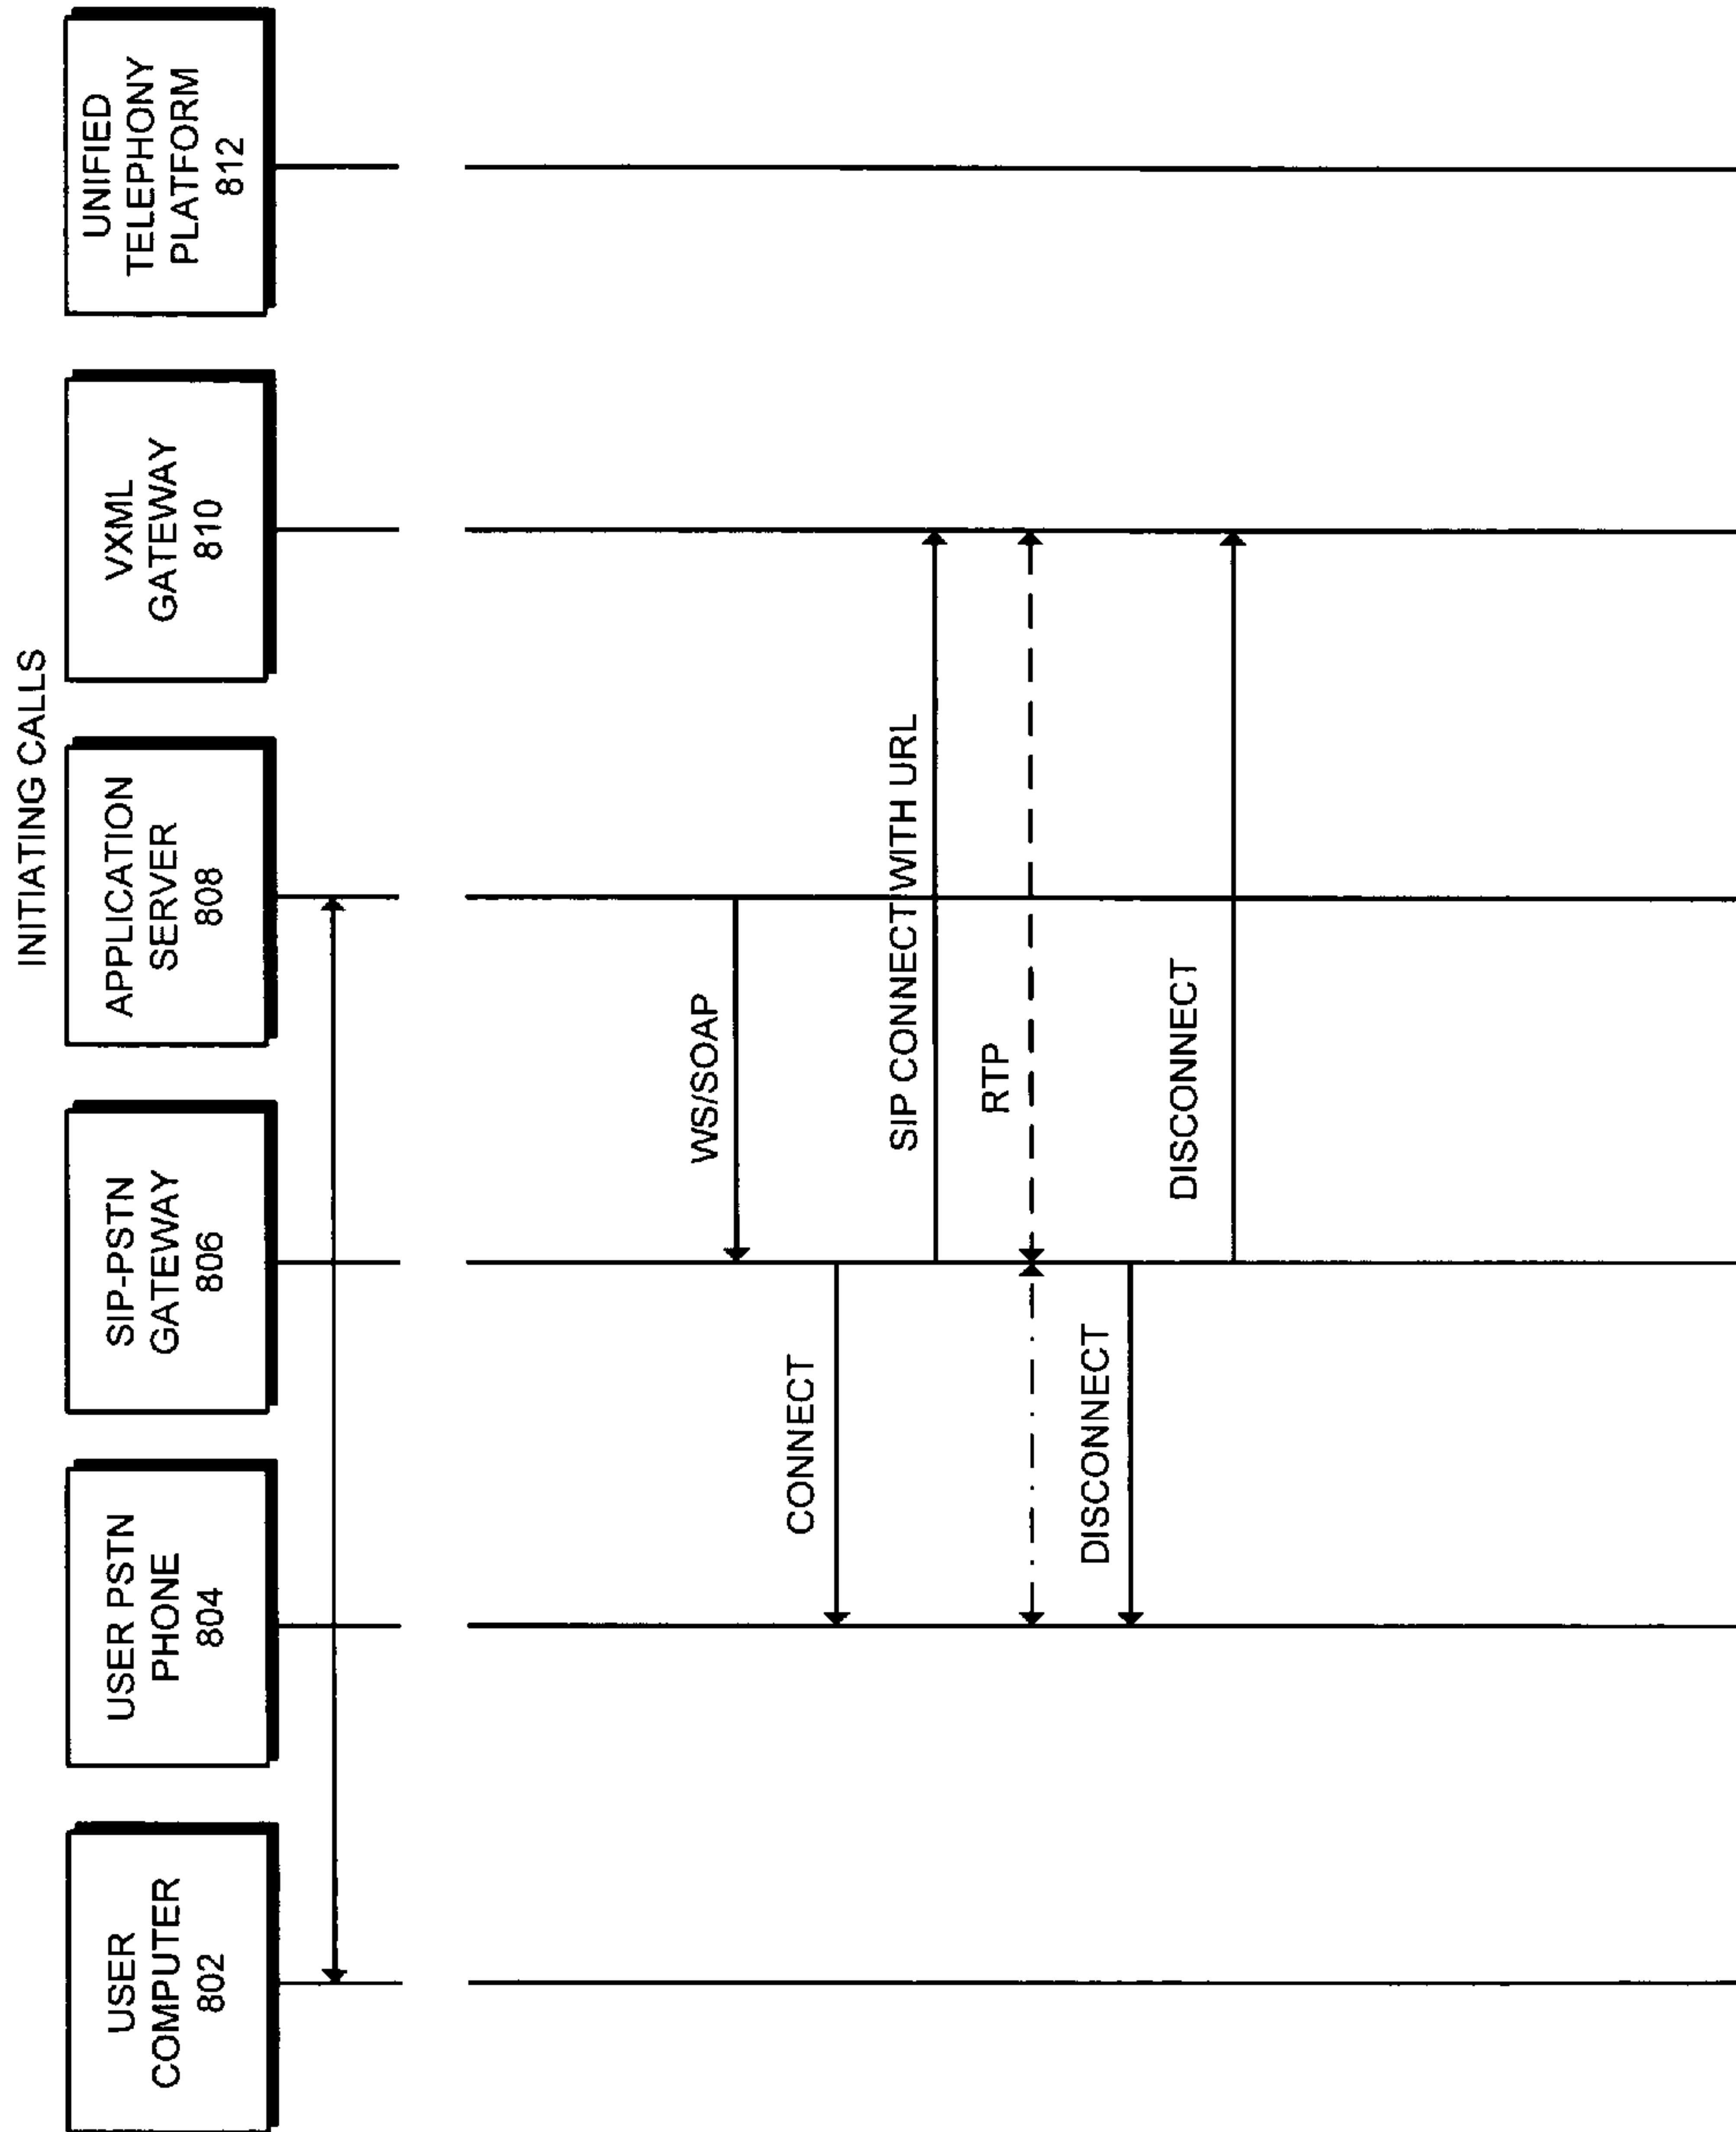 INITIATING CALLS
USER
COMPUTER
802
USER PSTN
PHONE
804
SIP-PSTN
GATEWAY
806
APPLICATION
SERVER
808
VXML
GATEWAY
810
UNIFIED
TELEPHONY
PLATFORM
812
WS/SOAP
CONNECT
SIP CONNECT WITH URL
RTP
DISCONNECT
DISCONNECT